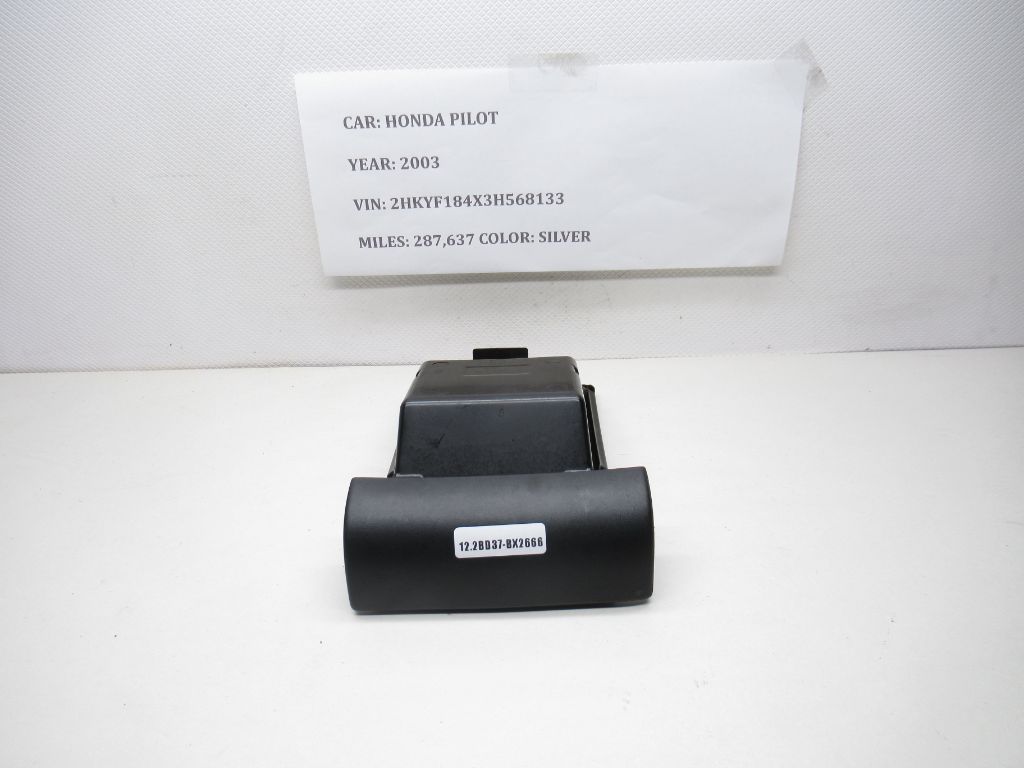 CAR: HONDA PILOT
YEAR: 2003
VIN: 2HKYF184X3H568133
MILES: 287,637 COLOR: SILVER
12.2BD37-BX2666